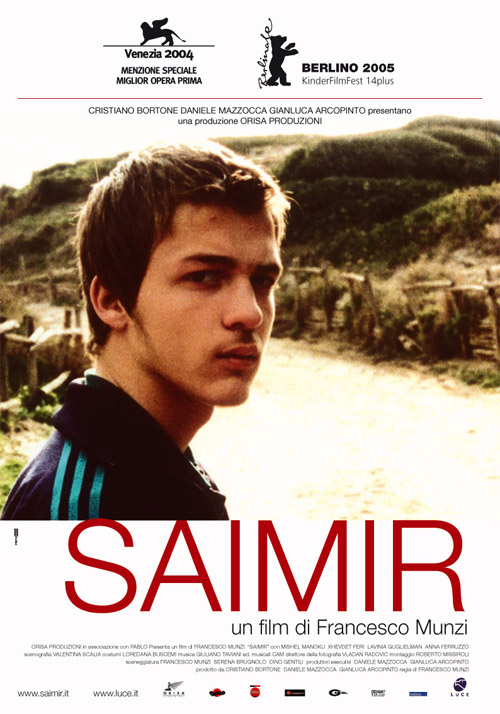 Venezia 2004
MENZIONE SPECIALE
MIGLIOR OPERA PRIMA
Berlinale
BERLINO 2005
KinderFilmFest 14plus
CRISTIANO BORTONE DANIELE MAZZOCCA GIANLUCA ARCOPINTO presentano
una produzione ORISA PRODUZIONI
SAIMIR
un film di Francesco Munzi
ORISA PRODUZIONI in associazione con PABLO Presenta un film di FRANCESCO MUNZI "SAIMIR" con MISHEL MANOKU XHEVDET FERI LAVINIA GUGLIELMAN ANNA FERRUZZO
scenografia VALENTINA SCALIA costumi LOREDANA BUSCEMI musica GIULIANO TAVIANI ed. musicali CAM direttore della fotografia VLADAN RADOVIC montaggio ROBERTO MISSIROLI
sceneggiatura FRANCESCO MUNZI SERENA BRUGNOLO DINO GENTILI produttori esecutivi DANIELE MAZZOCCA GIANLUCA ARCOPINTO
prodotto da CRISTIANO BORTONE DANIELE MAZZOCCA GIANLUCA ARCOPINTO regia di FRANCESCO MUNZI
www.saimir.it www.luce.it ORISA LUCE